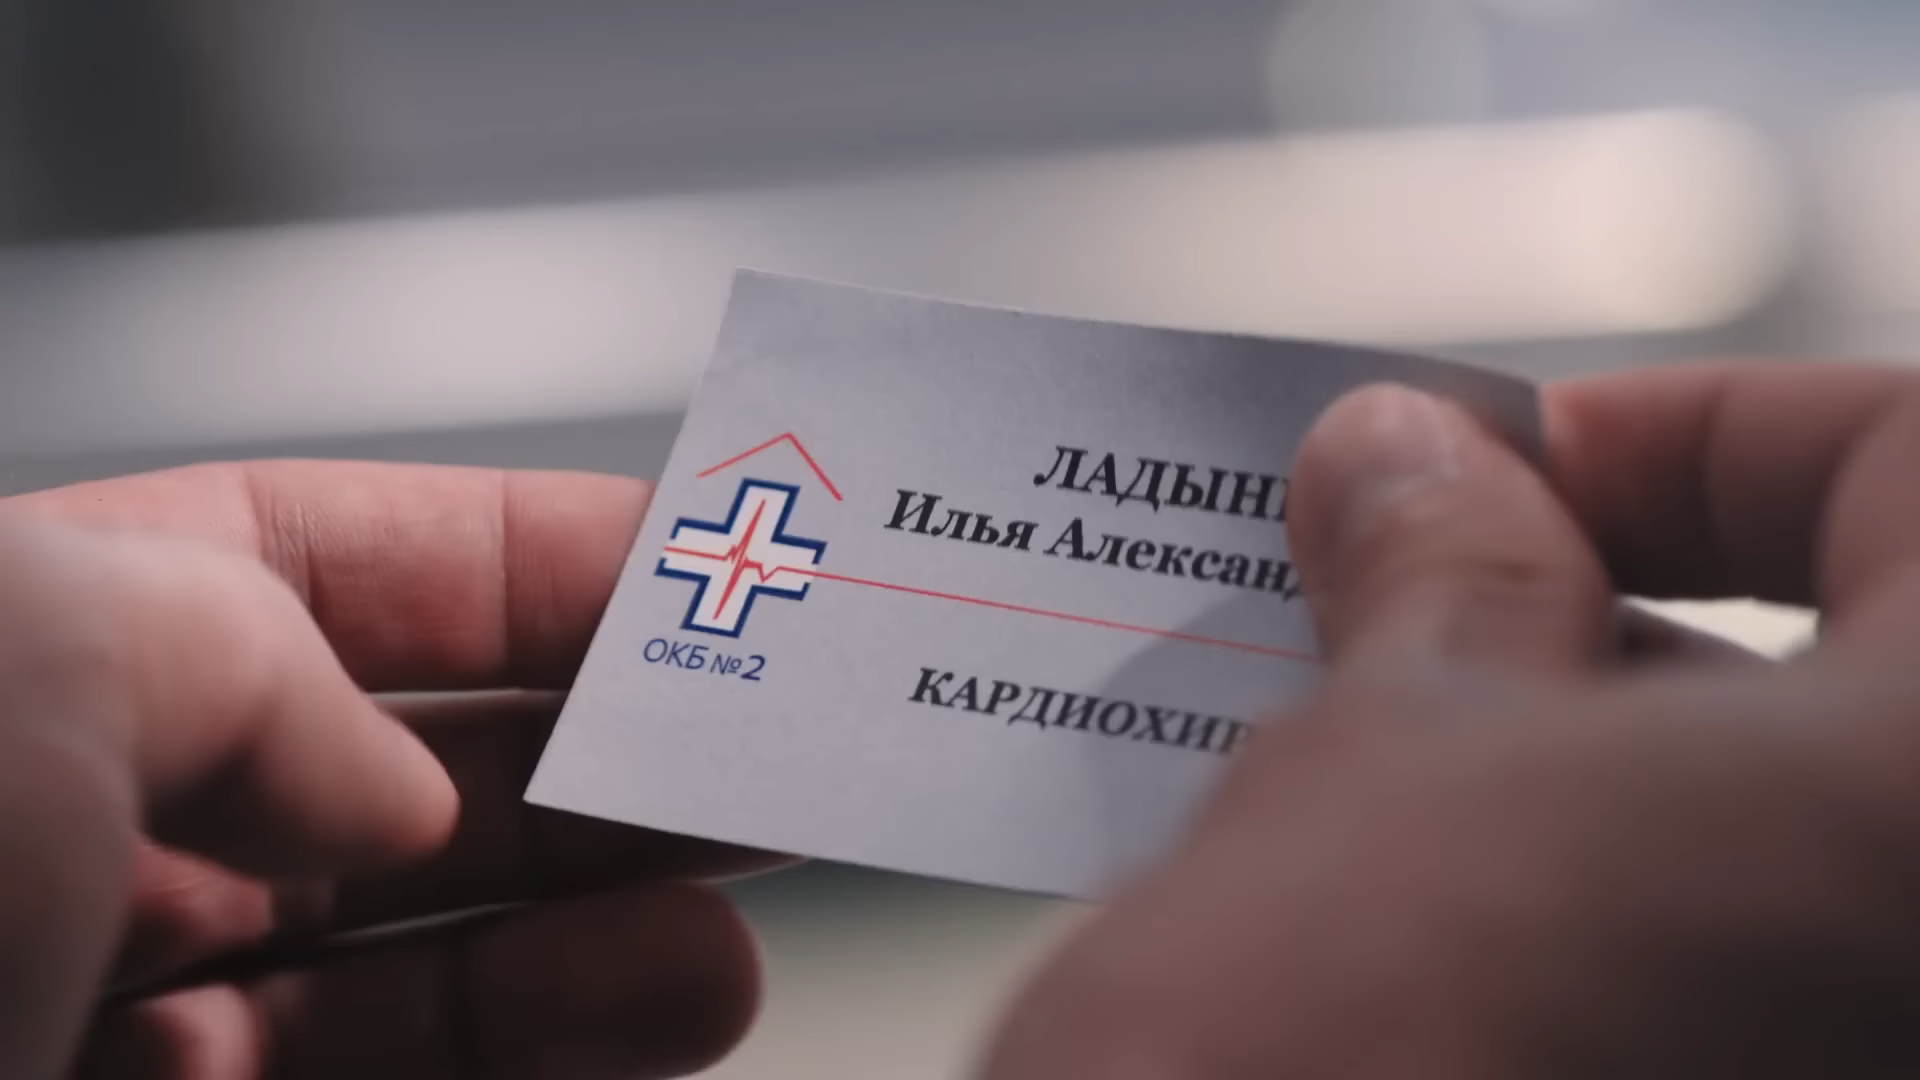 ЛАДЫН
Илья Александ
КАРДИОХИР
ОКБ №2